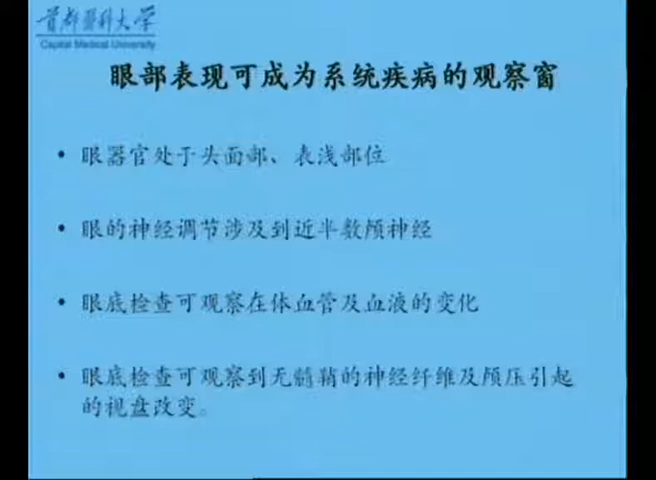 首都医科大学
Capital Medical University
眼部表现可成为系统疾病的观察窗
• 眼器官处于头面部、表浅部位
• 眼的神经调节涉及到近半数颅神经
• 眼底检查可观察在体血管及血液的变化
• 眼底检查可观察到无髓鞘的神经纤维及颅压引起
的视盘改变。